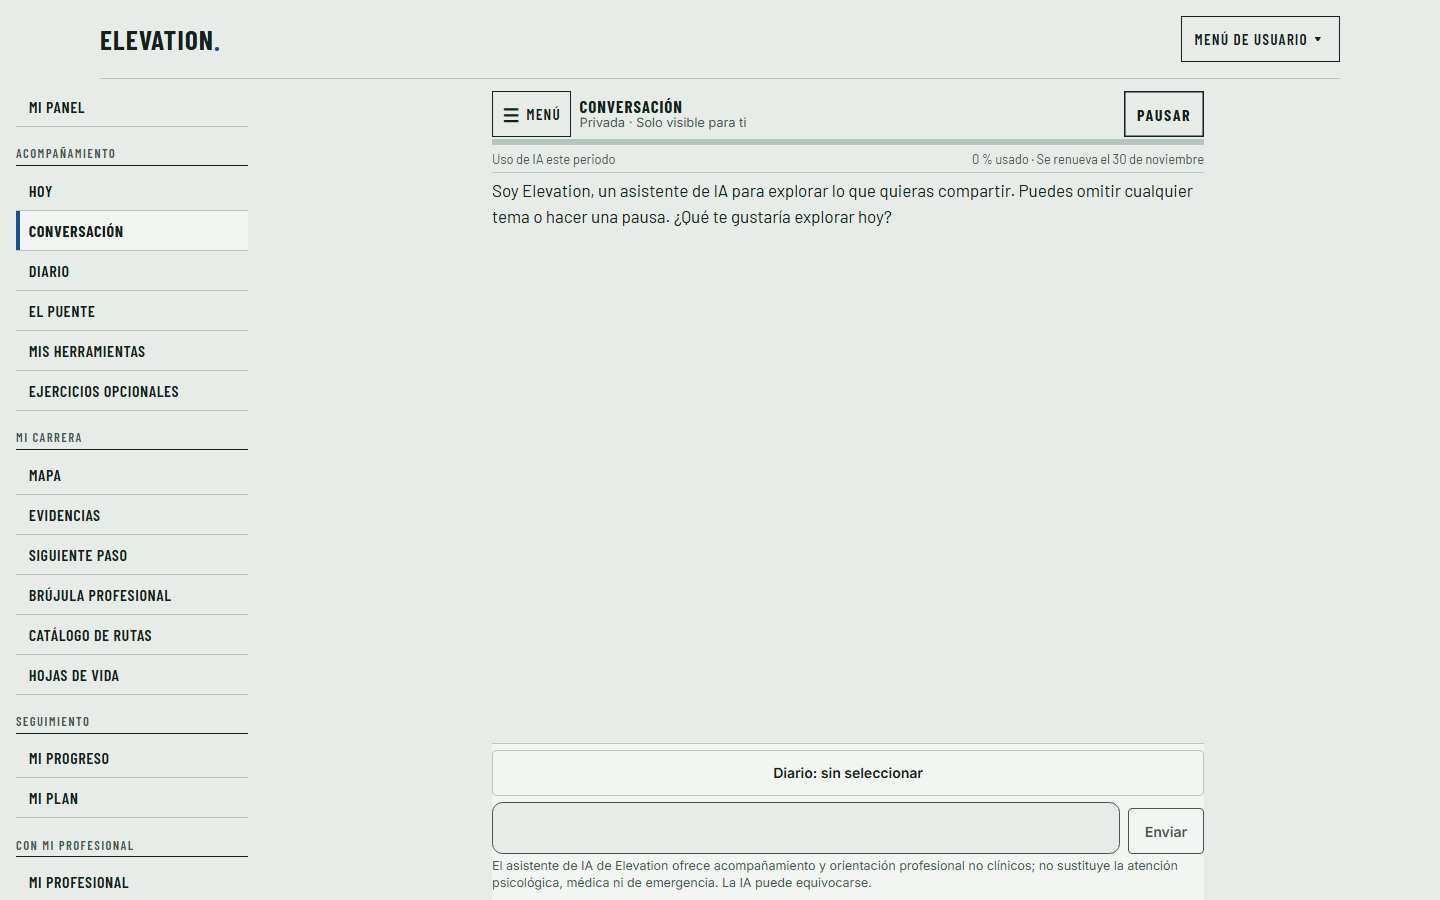 ELEVATION.
MENÚ DE USUARIO
MI PANEL
ACOMPAÑAMIENTO
HOY
CONVERSACIÓN
DIARIO
EL PUENTE
MIS HERRAMIENTAS
EJERCICIOS OPCIONALES
MI CARRERA
MAPA
EVIDENCIAS
SIGUIENTE PASO
BRÚJULA PROFESIONAL
CATÁLOGO DE RUTAS
HOJAS DE VIDA
SEGUIMIENTO
MI PROGRESO
MI PLAN
CON MI PROFESIONAL
MI PROFESIONAL
MENÚ
CONVERSACIÓN
Privada · Solo visible para ti
PAUSAR
Uso de IA este periodo
0 % usado · Se renueva el 30 de noviembre
Soy Elevation, un asistente de IA para explorar lo que quieras compartir. Puedes omitir cualquier
tema o hacer una pausa. ¿Qué te gustaría explorar hoy?
Diario: sin seleccionar
Enviar
El asistente de IA de Elevation ofrece acompañamiento y orientación profesional no clínicos; no sustituye la atención
psicológica, médica ni de emergencia. La IA puede equivocarse.